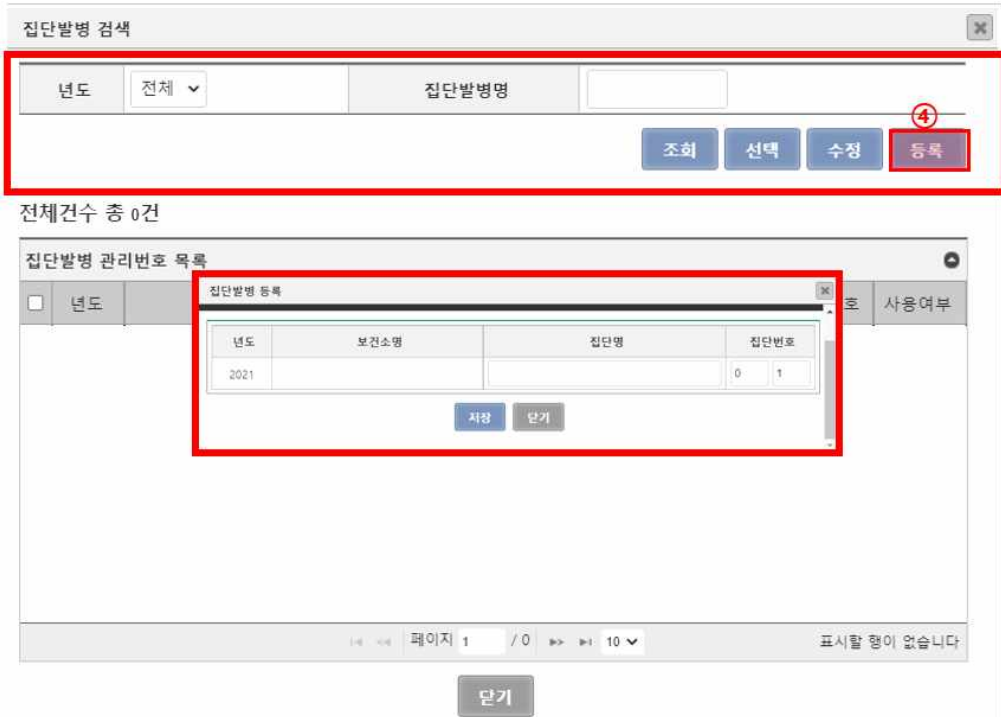 집단발병 검색
년도 전체 집단발병명
④
조회 선택 수정 등록
전체건수 총 0건
집단발병 관리번호 목록
년도 호 사용여부
집단발병 등록
년도 보건소명 집단명 집단번호
2021 0 1
저장 닫기
페이지 1 / 0 10 표시할 행이 없습니다
닫기